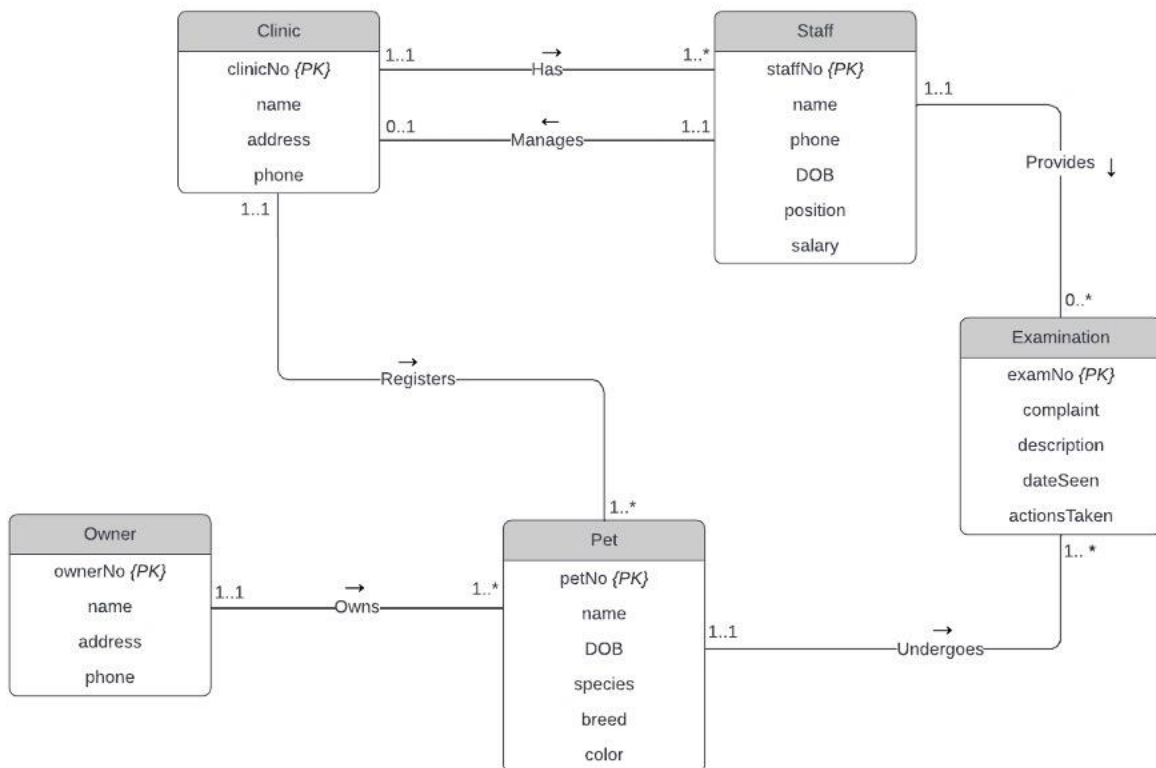 Clinic
clinicNo {PK}
name
address
phone
1..1
→
Has
1..*
0..1
←
Manages
1..1
Staff
staffNo {PK}
name
phone
DOB
position
salary
1..1
Provides ↓
0..*
1..1
→
Registers
1..*
Examination
examNo {PK}
complaint
description
dateSeen
actionsTaken
1.. *
Owner
ownerNo {PK}
name
address
phone
1..1
→
Owns
1..*
Pet
petNo {PK}
name
DOB
species
breed
color
1..1
→
Undergoes